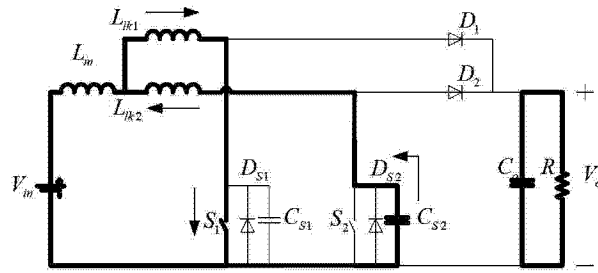 L_lk1
D_1
L_m
D_2
L_lk2
+
V_in
D_S1
D_S2
C_o
R
V_o
S_1
C_S1
S_2
C_S2
−